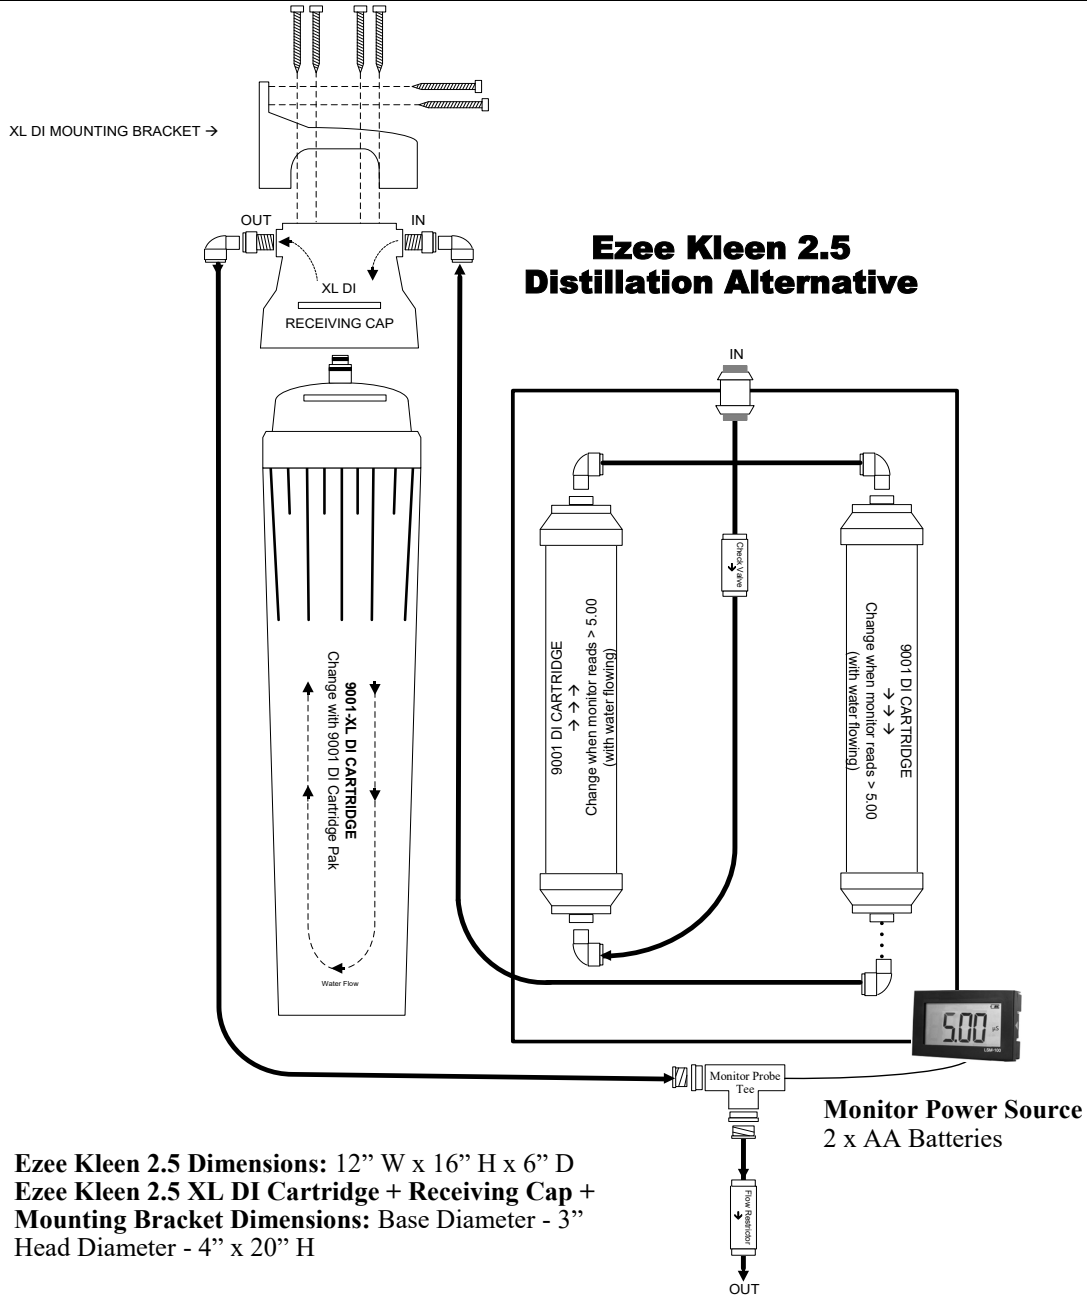 XL DI MOUNTING BRACKET →
OUT
IN
XL DI
RECEIVING CAP
Ezee Kleen 2.5
Distillation Alternative
IN
Check Valve
9001 DI CARTRIDGE
→ → →
Change when monitor reads > 5.00
(with water flowing)
9001 DI CARTRIDGE
→ → →
Change when monitor reads > 5.00
(with water flowing)
9001-XL DI CARTRIDGE
Change with 9001 DI Cartridge Pak
Water Flow
5.00 µS
LSM-100
Monitor Probe
Tee
Monitor Power Source
2 x AA Batteries
Flow Restrictor
OUT
Ezee Kleen 2.5 Dimensions: 12” W x 16” H x 6” D
Ezee Kleen 2.5 XL DI Cartridge + Receiving Cap +
Mounting Bracket Dimensions: Base Diameter - 3”
Head Diameter - 4” x 20” H